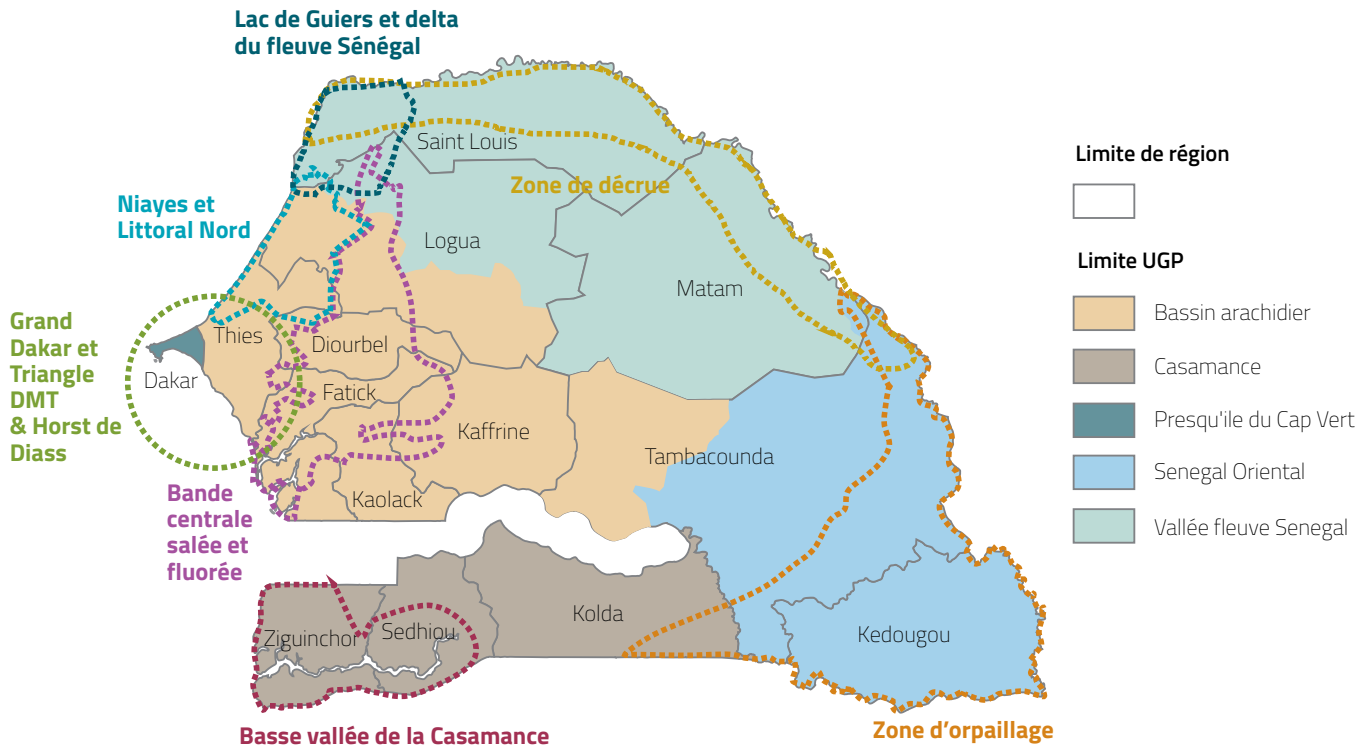 Lac de Guiers et delta
du fleuve Sénégal
Saint Louis
Zone de décrue
Niayes et
Littoral Nord
Logua
Matam
Grand
Dakar et
Triangle
DMT
& Horst de
Diass
Thies
Dakar
Diourbel
Fatick
Kaffrine
Tambacounda
Kaolack
Bande
centrale
salée et
fluorée
Ziguinchor
Sedhiou
Kolda
Kedougou
Basse vallée de la Casamance
Zone d'orpaillage
Limite de région
Limite UGP
Bassin arachidier
Casamance
Presqu'ile du Cap Vert
Senegal Oriental
Vallée fleuve Senegal